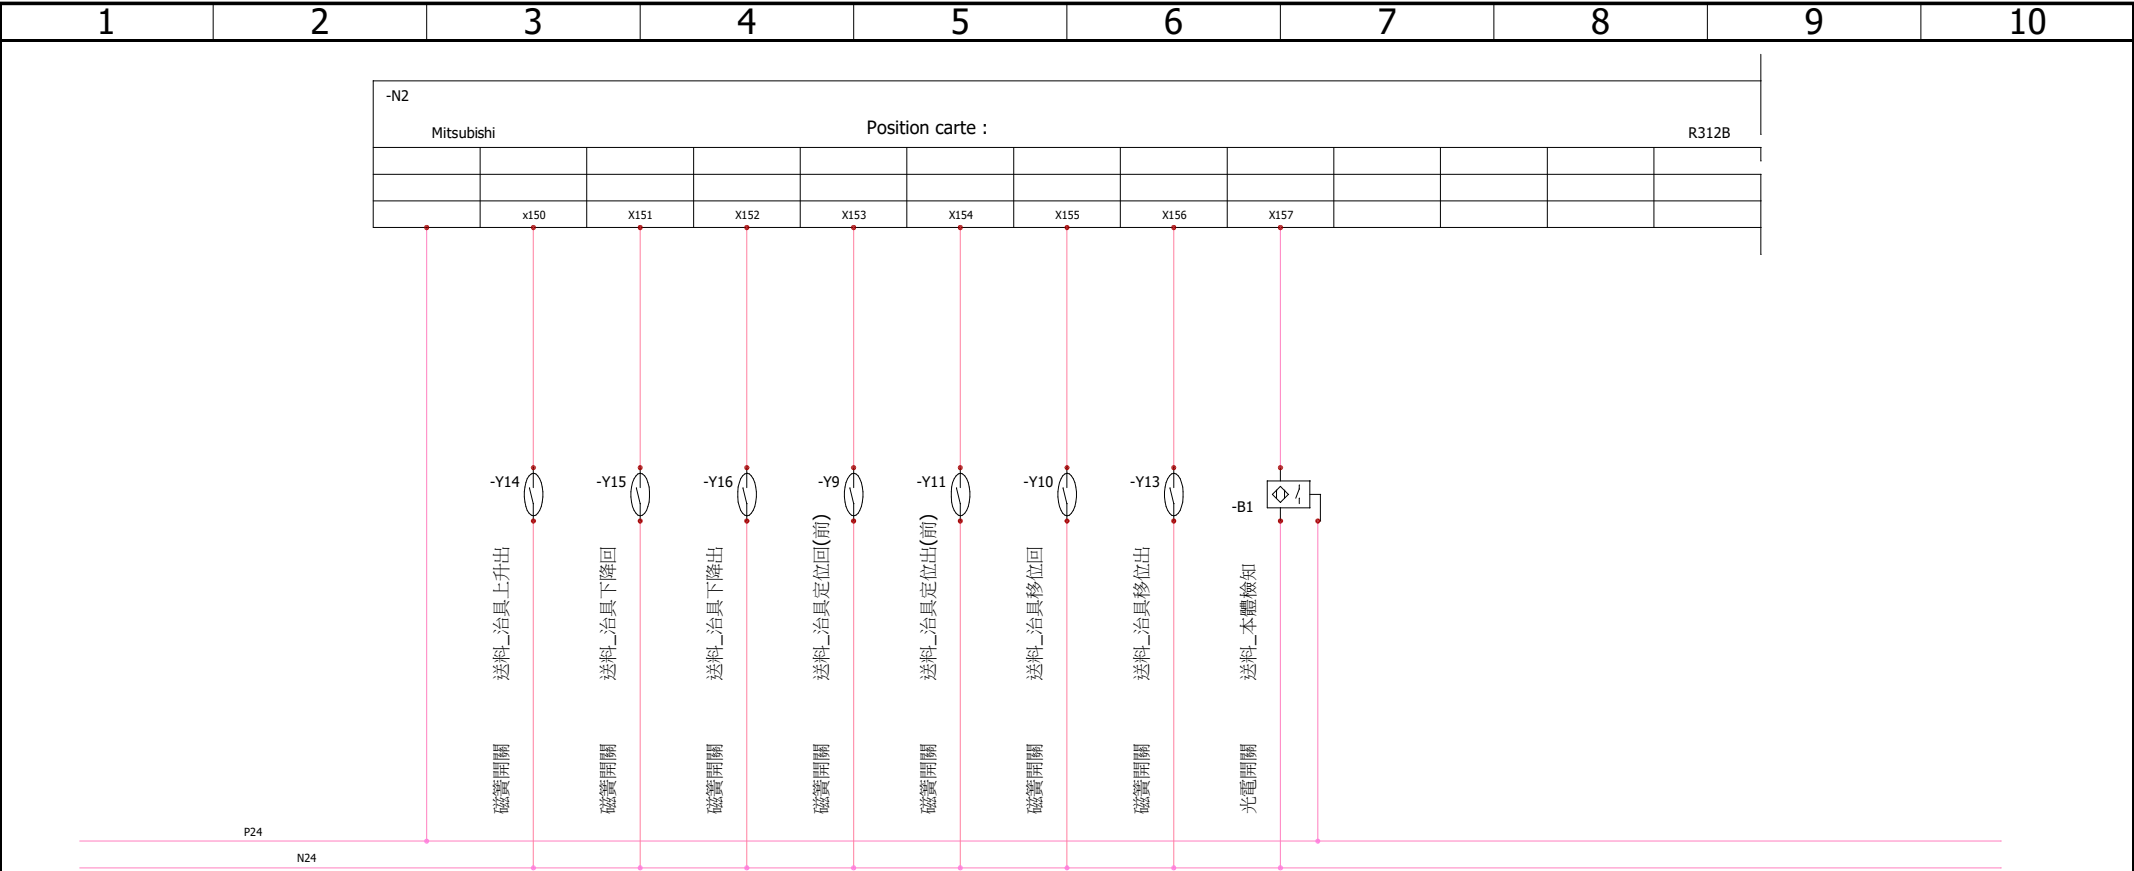 1 2 3 4 5 6 7 8 9 10
-N2
Mitsubishi Position carte : R312B
x150 X151 X152 X153 X154 X155 X156 X157
-Y14 -Y15 -Y16 -Y9 -Y11 -Y10 -Y13 -B1
送料_治具上升出
送料_治具下降回
送料_治具下降出
送料_治具定位回(前)
送料_治具定位出(前)
送料_治具移位回
送料_治具移位出
送料_本體檢知
磁簧開關
磁簧開關
磁簧開關
磁簧開關
磁簧開關
磁簧開關
磁簧開關
光電開關
P24
N24